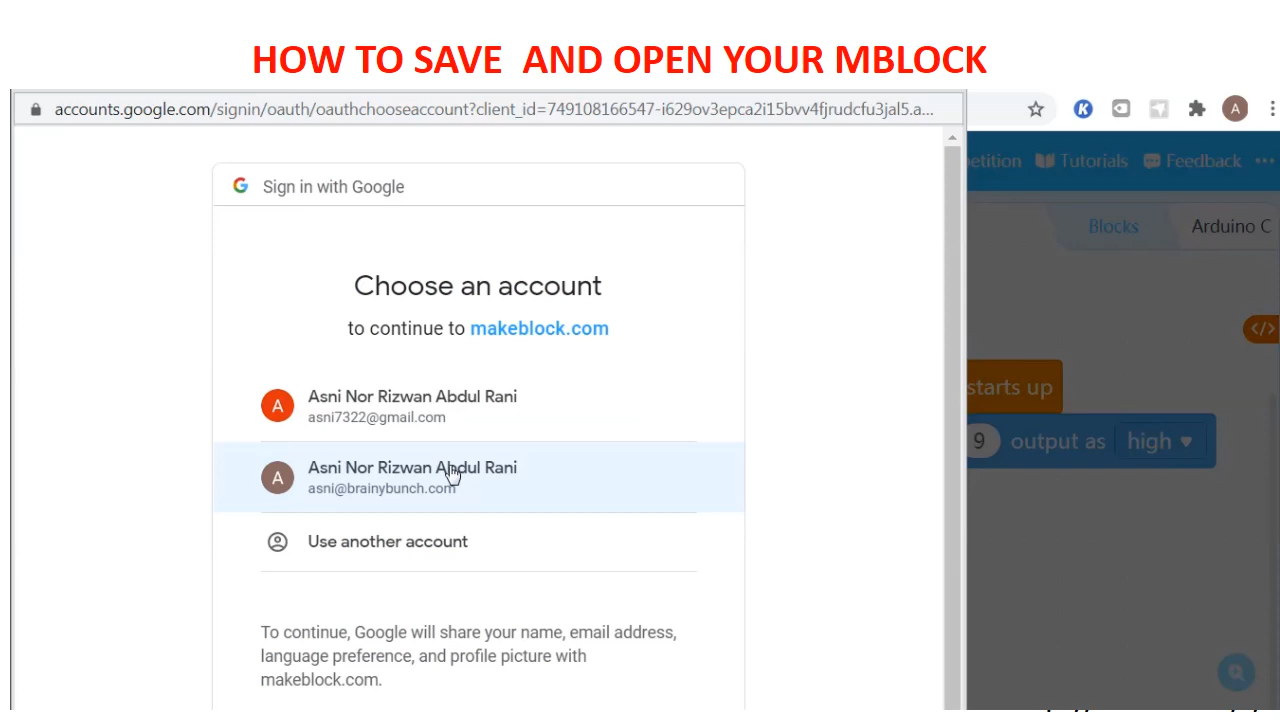 HOW TO SAVE AND OPEN YOUR MBLOCK
accounts.google.com/signin/oauth/oauthchooseaccount?client_id=749108166547-i629ov3epca2i15bvv4fjrudcfu3jal5.a...
A
etition Tutorials Feedback
G Sign in with Google
Blocks Arduino C
Choose an account
to continue to makeblock.com
</>
A Asni Nor Rizwan Abdul Rani
asni7322@gmail.com
starts up
9 output as high
A Asni Nor Rizwan Abdul Rani
asni@brainybunch.com
Use another account
To continue, Google will share your name, email address,
language preference, and profile picture with
makeblock.com.